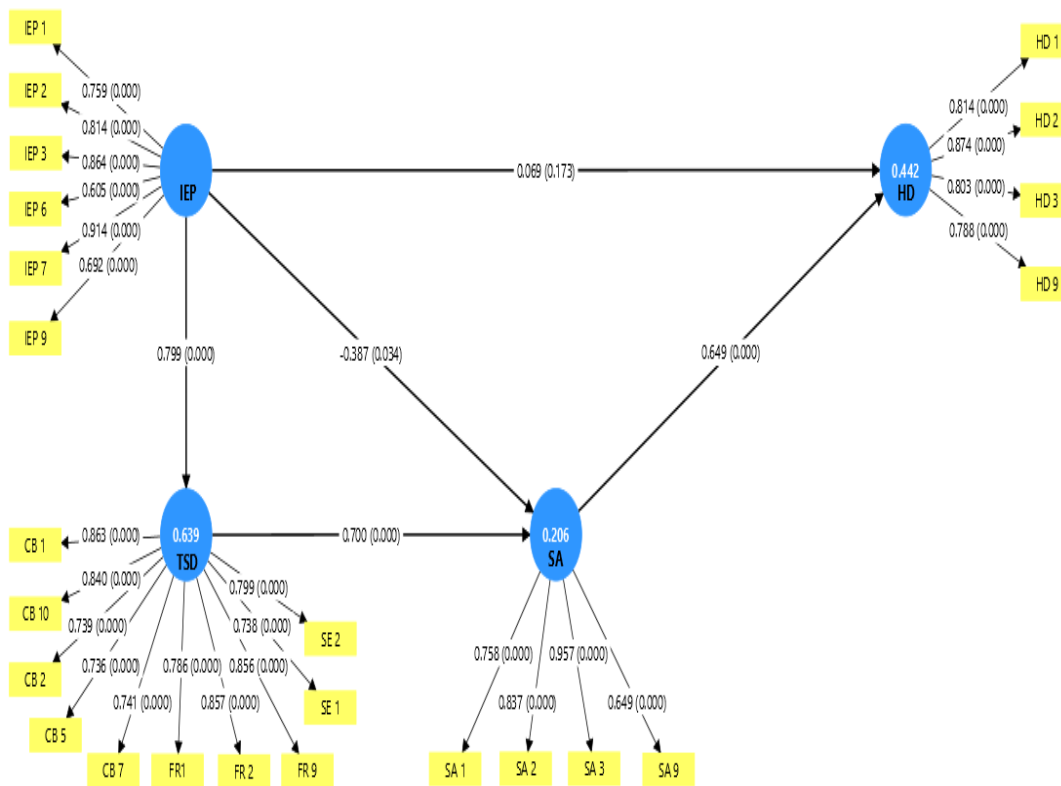 IEP 1
IEP 2
IEP 3
IEP 6
IEP 7
IEP 9
0.759 (0.000)
0.814 (0.000)
0.864 (0.000)
0.605 (0.000)
0.914 (0.000)
0.692 (0.000)
IEP
0.069 (0.173)
0.442
HD
0.814 (0.000)
0.874 (0.000)
0.803 (0.000)
0.788 (0.000)
HD 1
HD 2
HD 3
HD 9
0.799 (0.000)
-0.387 (0.034)
0.649 (0.000)
0.639
TSD
0.700 (0.000)
0.206
SA
CB 1
CB 10
CB 2
CB 5
CB 7
FR1
FR 2
FR 9
SE 1
SE 2
0.863 (0.000)
0.840 (0.000)
0.739 (0.000)
0.736 (0.000)
0.741 (0.000)
0.786 (0.000)
0.857 (0.000)
0.856 (0.000)
0.738 (0.000)
0.799 (0.000)
0.758 (0.000)
0.837 (0.000)
0.957 (0.000)
0.649 (0.000)
SA 1
SA 2
SA 3
SA 9